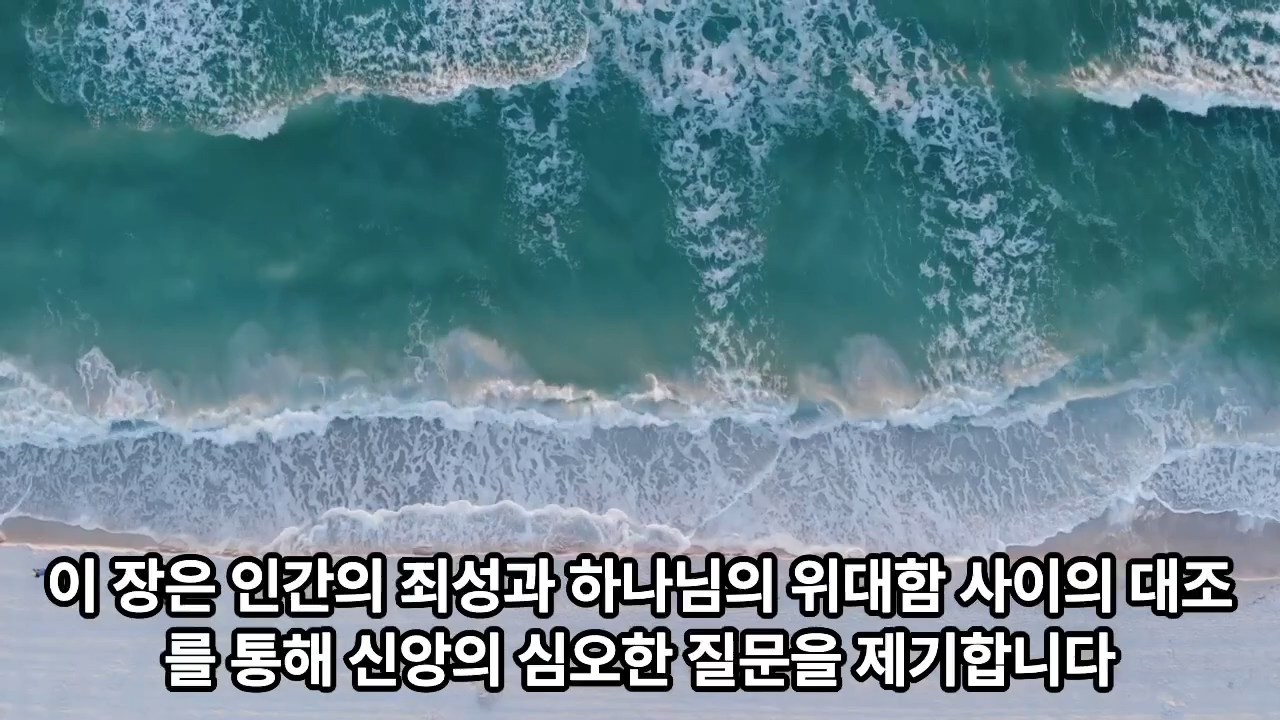 이 장은 인간의 죄성과 하나님의 위대함 사이의 대조
를 통해 신앙의 심오한 질문을 제기합니다